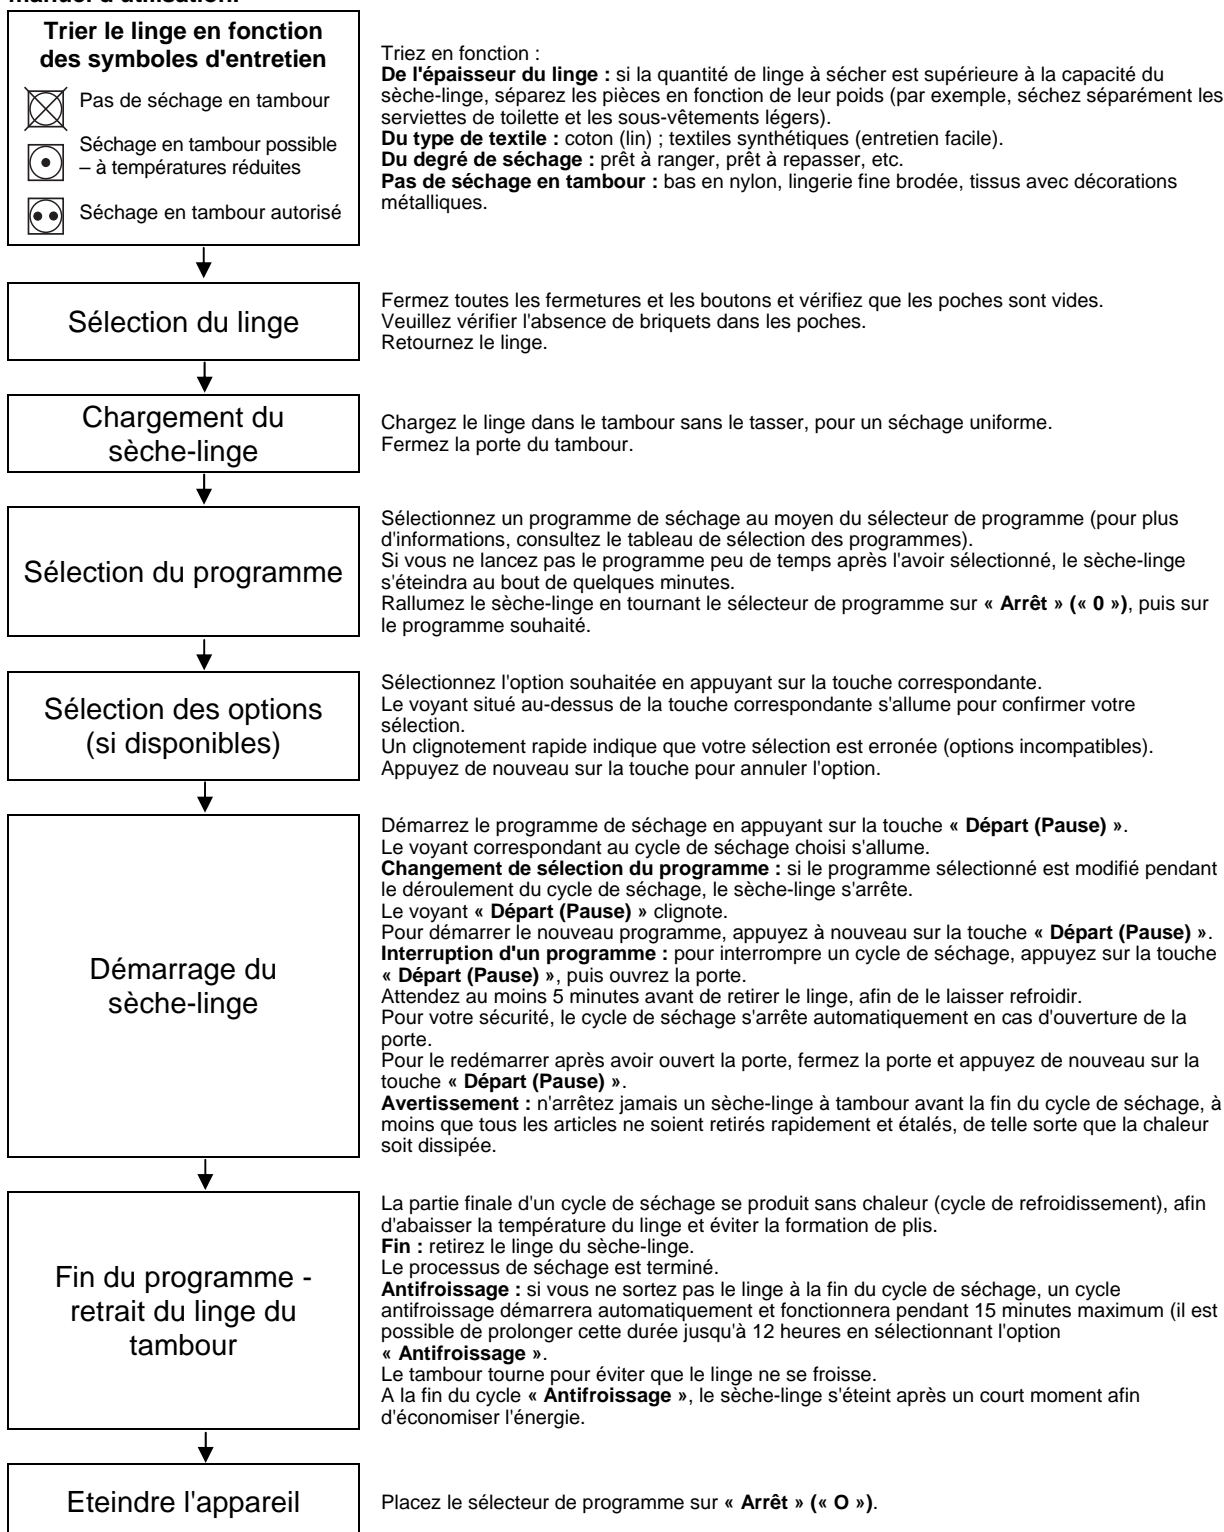 Trier le linge en fonction
des symboles d'entretien
Pas de séchage en tambour
Séchage en tambour possible
– à températures réduites
Séchage en tambour autorisé
Triez en fonction :
De l'épaisseur du linge : si la quantité de linge à sécher est supérieure à la capacité du
sèche-linge, séparez les pièces en fonction de leur poids (par exemple, séchez séparément les
serviettes de toilette et les sous-vêtements légers).
Du type de textile : coton (lin) ; textiles synthétiques (entretien facile).
Du degré de séchage : prêt à ranger, prêt à repasser, etc.
Pas de séchage en tambour : bas en nylon, lingerie fine brodée, tissus avec décorations
métalliques.
Sélection du linge
Fermez toutes les fermetures et les boutons et vérifiez que les poches sont vides.
Veuillez vérifier l'absence de briquets dans les poches.
Retournez le linge.
Chargement du
sèche-linge
Chargez le linge dans le tambour sans le tasser, pour un séchage uniforme.
Fermez la porte du tambour.
Sélection du programme
Sélectionnez un programme de séchage au moyen du sélecteur de programme (pour plus
d'informations, consultez le tableau de sélection des programmes).
Si vous ne lancez pas le programme peu de temps après l'avoir sélectionné, le sèche-linge
s'éteindra au bout de quelques minutes.
Rallumez le sèche-linge en tournant le sélecteur de programme sur « Arrêt » (« 0 »), puis sur
le programme souhaité.
Sélection des options
(si disponibles)
Sélectionnez l'option souhaitée en appuyant sur la touche correspondante.
Le voyant situé au-dessus de la touche correspondante s'allume pour confirmer votre
sélection.
Un clignotement rapide indique que votre sélection est erronée (options incompatibles).
Appuyez de nouveau sur la touche pour annuler l'option.
Démarrage du
sèche-linge
Démarrez le programme de séchage en appuyant sur la touche « Départ (Pause) ».
Le voyant correspondant au cycle de séchage choisi s'allume.
Changement de sélection du programme : si le programme sélectionné est modifié pendant
le déroulement du cycle de séchage, le sèche-linge s'arrête.
Le voyant « Départ (Pause) » clignote.
Pour démarrer le nouveau programme, appuyez à nouveau sur la touche « Départ (Pause) ».
Interruption d'un programme : pour interrompre un cycle de séchage, appuyez sur la touche
« Départ (Pause) », puis ouvrez la porte.
Attendez au moins 5 minutes avant de retirer le linge, afin de le laisser refroidir.
Pour votre sécurité, le cycle de séchage s'arrête automatiquement en cas d'ouverture de la
porte.
Pour le redémarrer après avoir ouvert la porte, fermez la porte et appuyez de nouveau sur la
touche « Départ (Pause) ».
Avertissement : n'arrêtez jamais un sèche-linge à tambour avant la fin du cycle de séchage, à
moins que tous les articles ne soient retirés rapidement et étalés, de telle sorte que la chaleur
soit dissipée.
Fin du programme -
retrait du linge du
tambour
La partie finale d'un cycle de séchage se produit sans chaleur (cycle de refroidissement), afin
d'abaisser la température du linge et éviter la formation de plis.
Fin : retirez le linge du sèche-linge.
Le processus de séchage est terminé.
Antifroissage : si vous ne sortez pas le linge à la fin du cycle de séchage, un cycle
antifroissage démarrera automatiquement et fonctionnera pendant 15 minutes maximum (il est
possible de prolonger cette durée jusqu'à 12 heures en sélectionnant l'option
« Antifroissage ».
Le tambour tourne pour éviter que le linge ne se froisse.
A la fin du cycle « Antifroissage », le sèche-linge s'éteint après un court moment afin
d'économiser l'énergie.
Eteindre l'appareil
Placez le sélecteur de programme sur « Arrêt » (« O »).